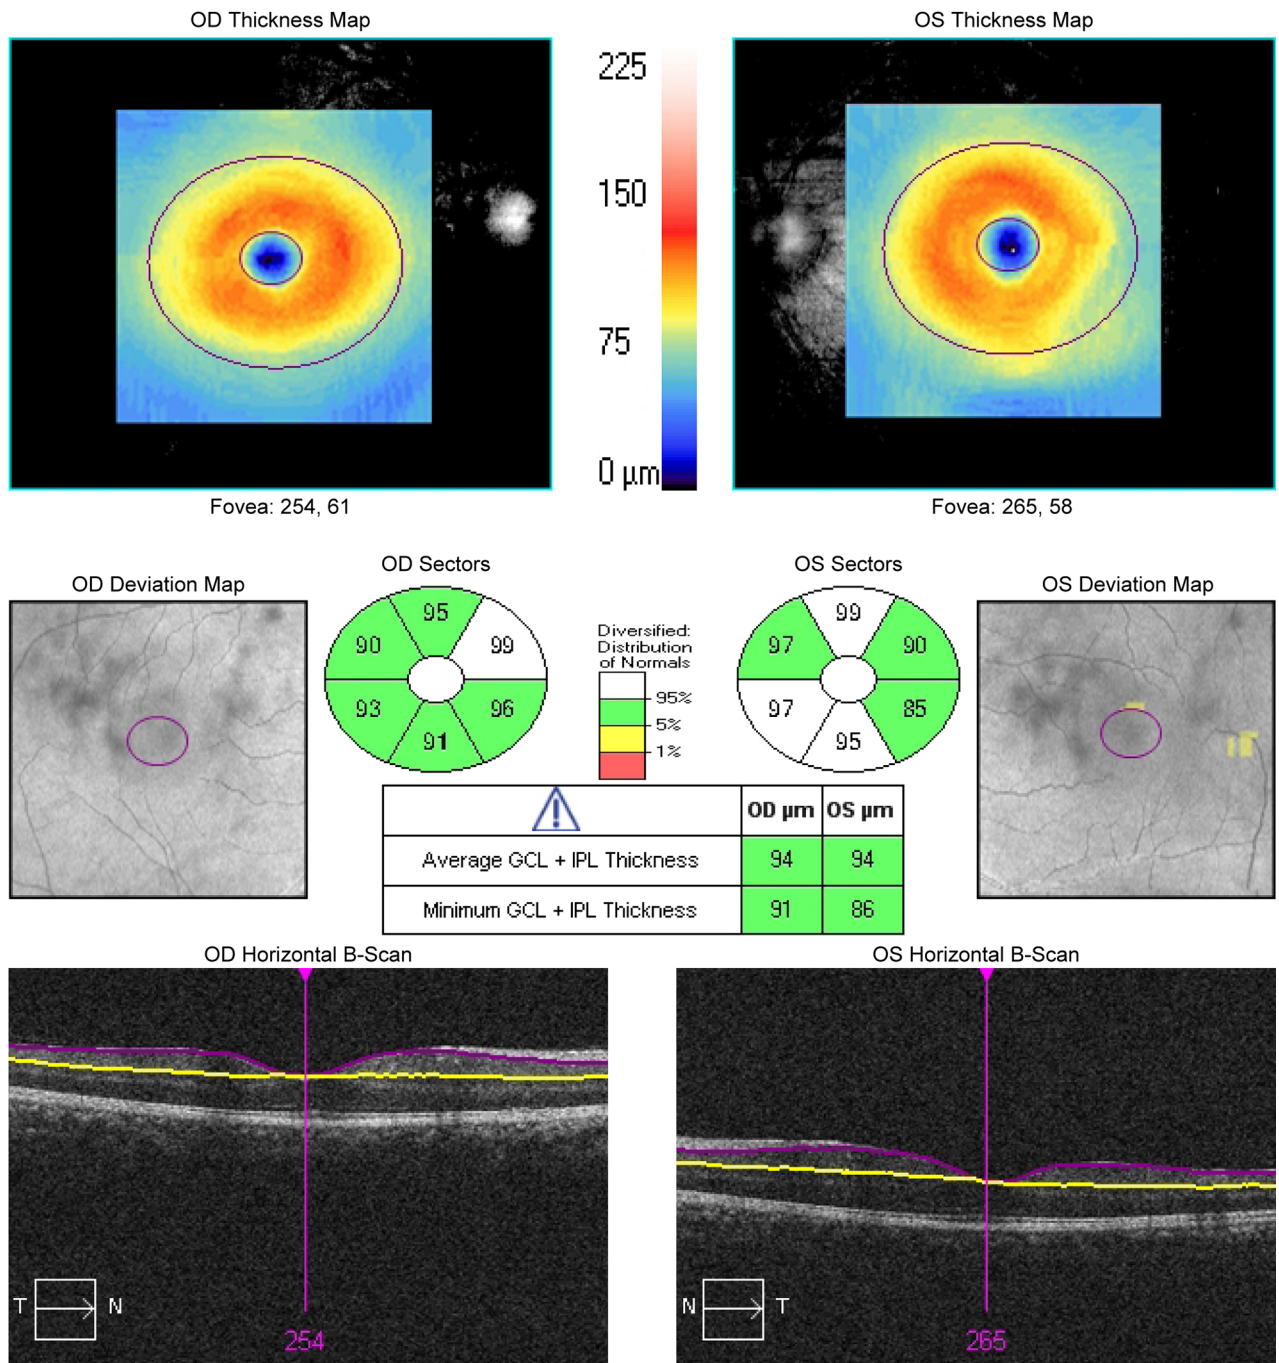 OD Thickness Map
OS Thickness Map
225
150
75
0 µm
Fovea: 254, 61
Fovea: 265, 58
OD Deviation Map
OD Sectors
95
90
99
93
96
91
Diversified:
Distribution
of Normals
95%
5%
1%
OS Sectors
99
97
90
97
85
95
OS Deviation Map
OD µm OS µm
Average GCL + IPL Thickness 94 94
Minimum GCL + IPL Thickness 91 86
OD Horizontal B-Scan
OS Horizontal B-Scan
T N
254
N T
265